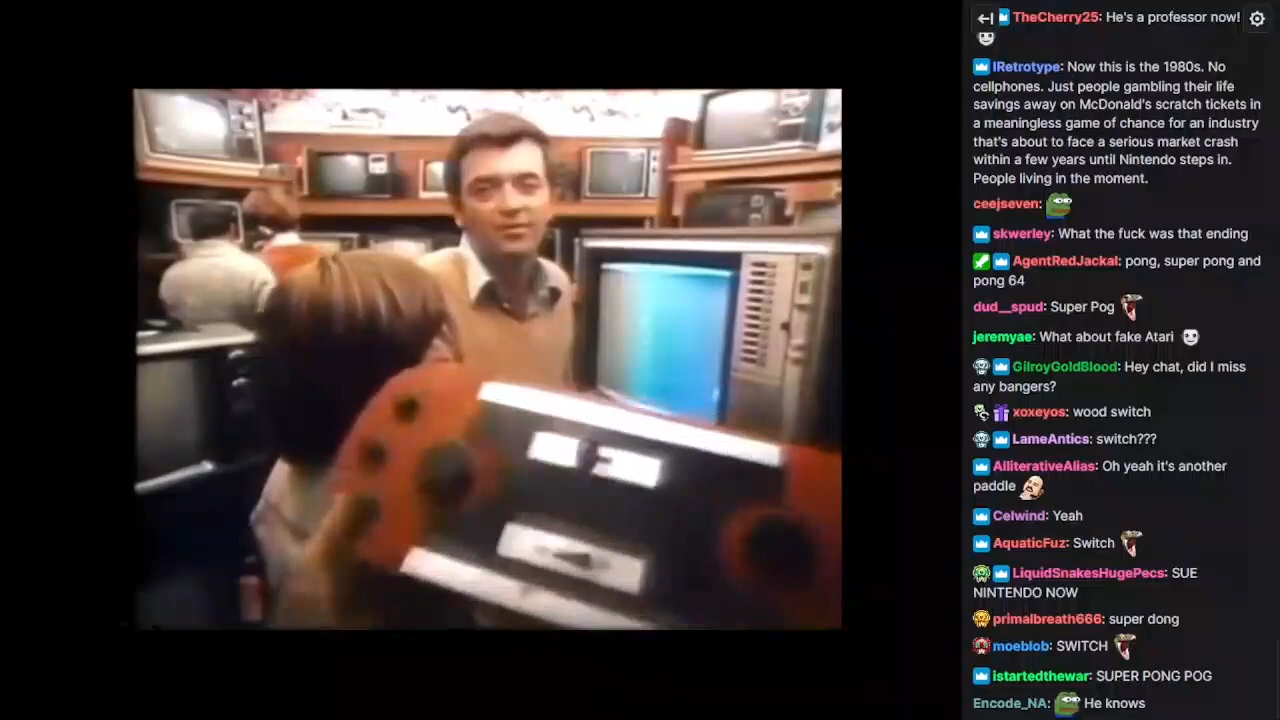 TheCherry25: He's a professor now!
IRetrotype: Now this is the 1980s. No
cellphones. Just people gambling their life
savings away on McDonald's scratch tickets in
a meaningless game of chance for an industry
that's about to face a serious market crash
within a few years until Nintendo steps in.
People living in the moment.
ceejseven:
skwerley: What the fuck was that ending
AgentRedJackal: pong, super pong and
pong 64
dud__spud: Super Pog
jeremyae: What about fake Atari
GilroyGoldBlood: Hey chat, did I miss
any bangers?
xoxeyos: wood switch
LameAntics: switch???
AlliterativeAlias: Oh yeah it's another
paddle
Celwind: Yeah
AquaticFuz: Switch
LiquidSnakesHugePecs: SUE
NINTENDO NOW
primalbreath666: super dong
moeblob: SWITCH
istartedthewar: SUPER PONG POG
Encode_NA: He knows